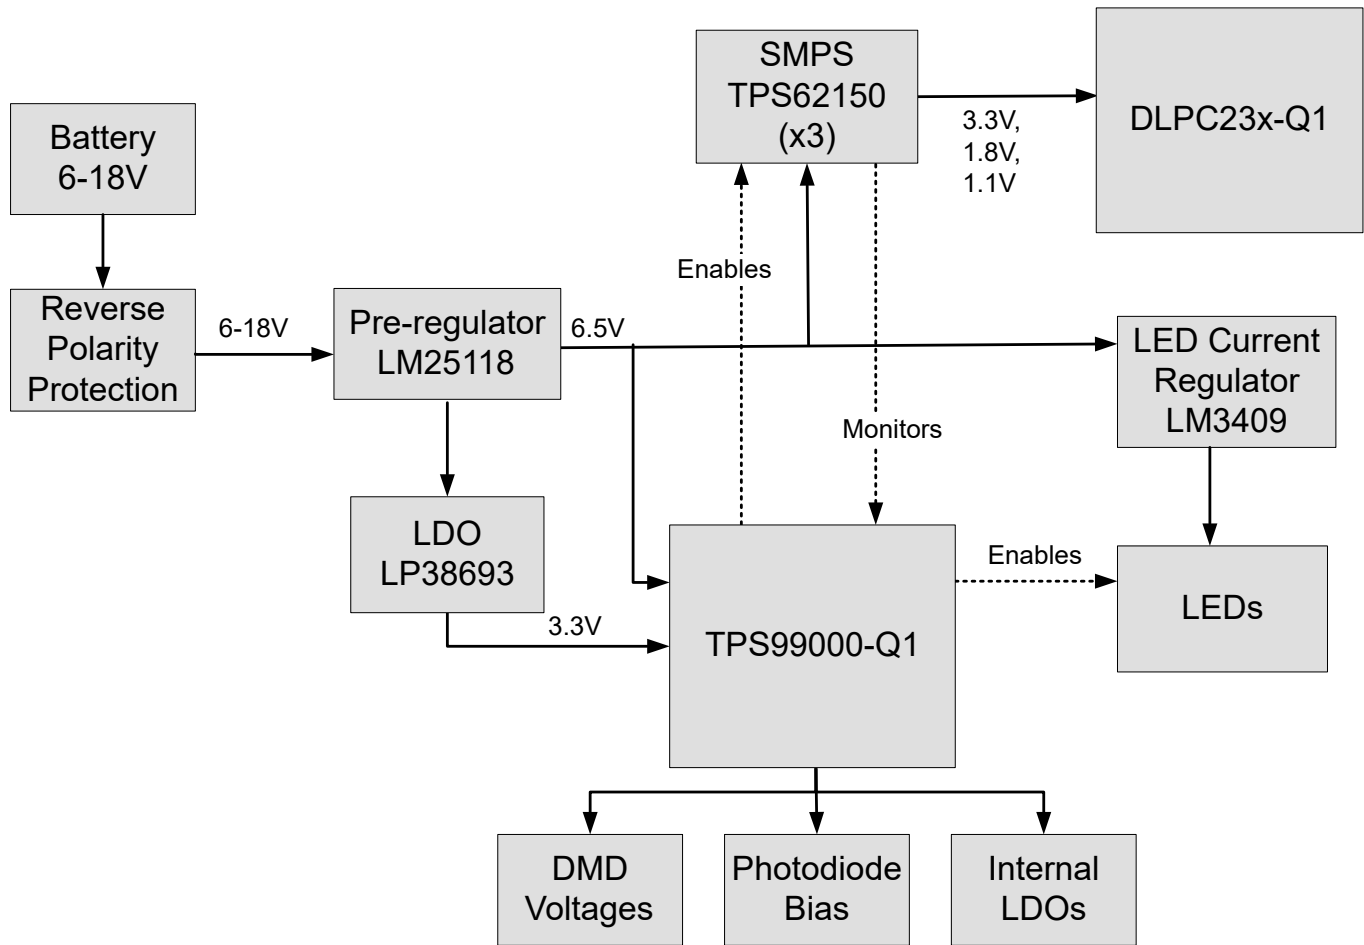 SMPS
TPS62150
(x3)
DLPC23x-Q1
3.3V,
1.8V,
1.1V
Battery
6-18V
Enables
Reverse
Polarity
Protection
6-18V
Pre-regulator
LM25118
6.5V
LED Current
Regulator
LM3409
Monitors
LDO
LP38693
3.3V
TPS99000-Q1
Enables
LEDs
DMD
Voltages
Photodiode
Bias
Internal
LDOs